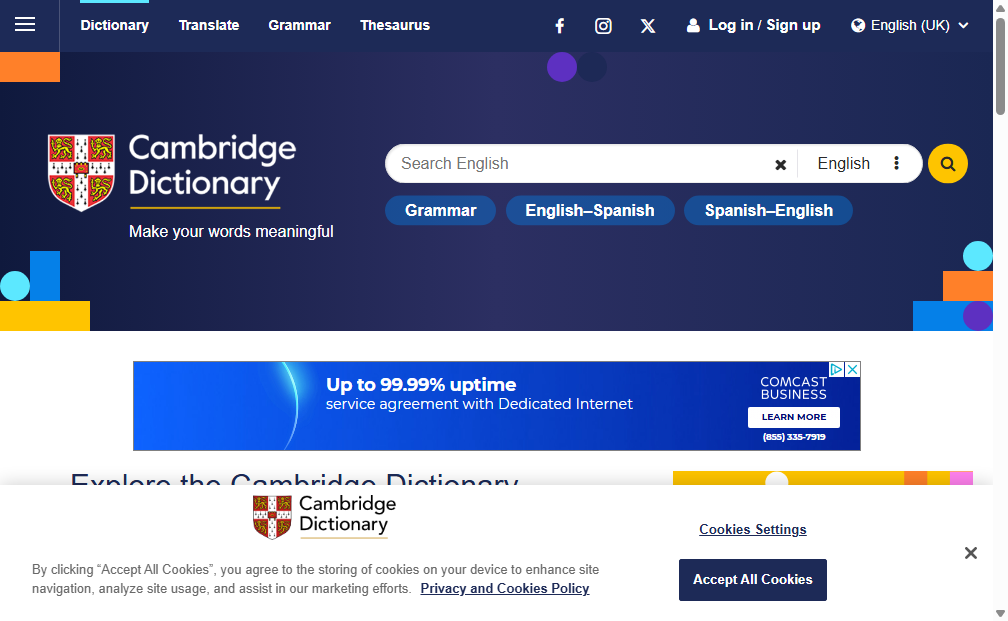 Dictionary Translate Grammar Thesaurus Log in / Sign up English (UK)
Cambridge
Dictionary
Make your words meaningful
Search English English
Grammar English–Spanish Spanish–English
Up to 99.99% uptime
service agreement with Dedicated Internet
COMCAST
BUSINESS
LEARN MORE
(855) 335-7919
Explore the Cambridge Dictionary
Cambridge
Dictionary
By clicking “Accept All Cookies”, you agree to the storing of cookies on your device to enhance site
navigation, analyze site usage, and assist in our marketing efforts. Privacy and Cookies Policy
Cookies Settings
Accept All Cookies